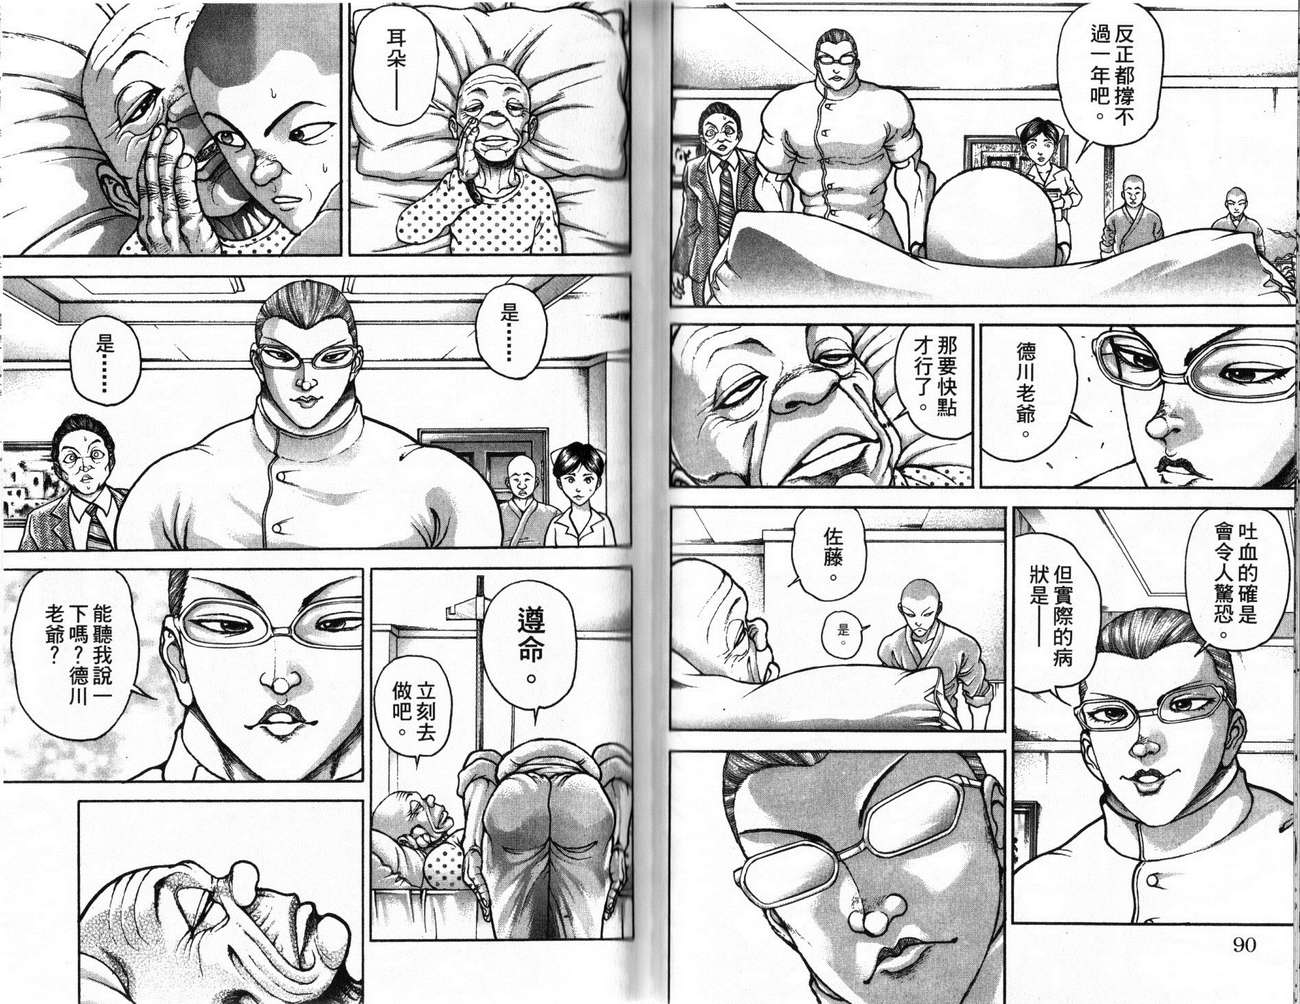 反正都撐不
過一年吧。
德川老爺。
那要快點
才行了。
吐血的確是
會令人驚恐。
但實際的病
狀是——
佐藤。
是。
90
耳朵——
是……
是……
遵命。
立刻去
做吧。
能聽我說一
下嗎？德川
老爺？